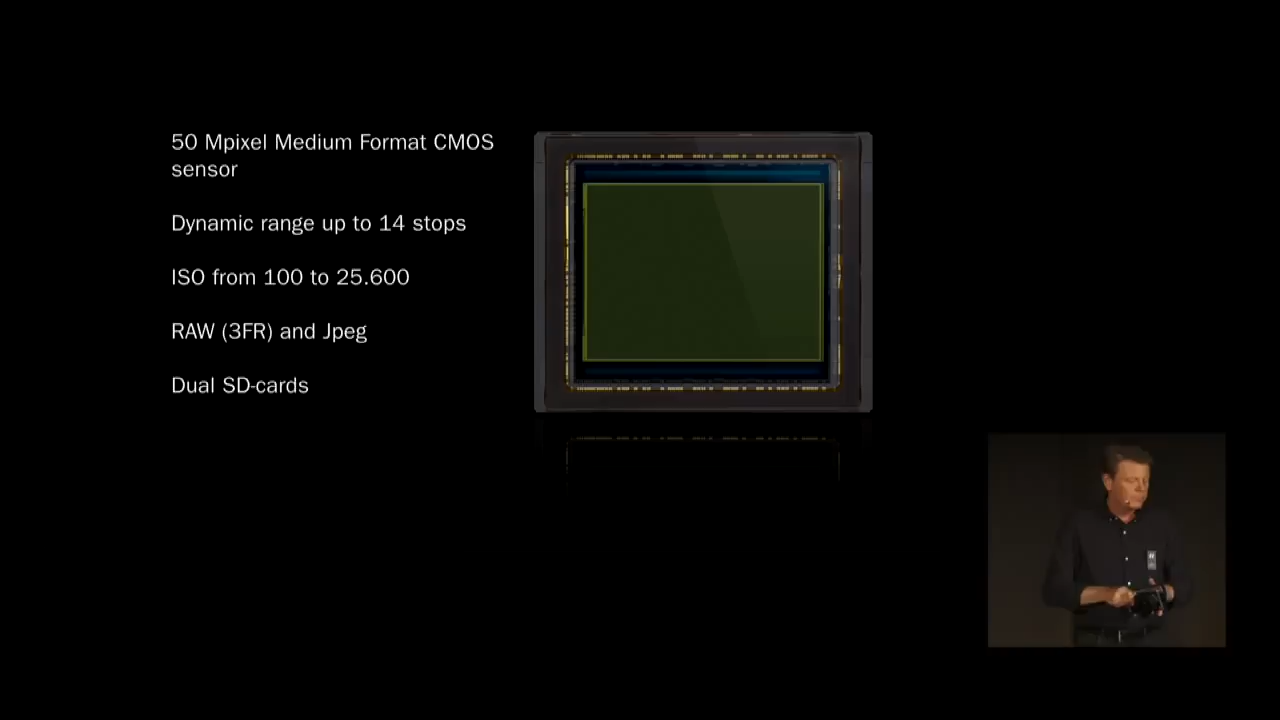 50 Mpixel Medium Format CMOS
sensor
Dynamic range up to 14 stops
ISO from 100 to 25.600
RAW (3FR) and Jpeg
Dual SD-cards